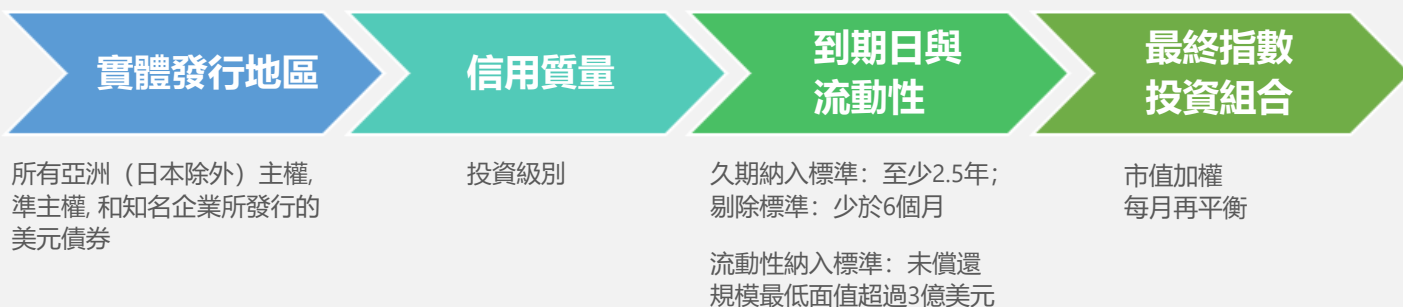 實體發行地區
信用質量
到期日與
流動性
最終指數
投資組合
所有亞洲（日本除外）主權,
準主權, 和知名企業所發行的
美元債券
投資級別
久期納入標準：至少2.5年；
剔除標準：少於6個月
流動性納入標準：未償還
規模最低面值超過3億美元
市值加權
每月再平衡